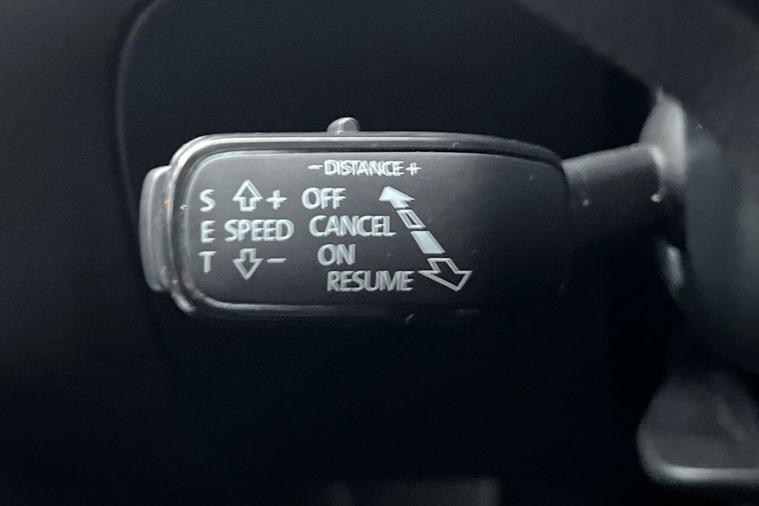 - DISTANCE +
S + OFF
E SPEED CANCEL
T - ON
RESUME